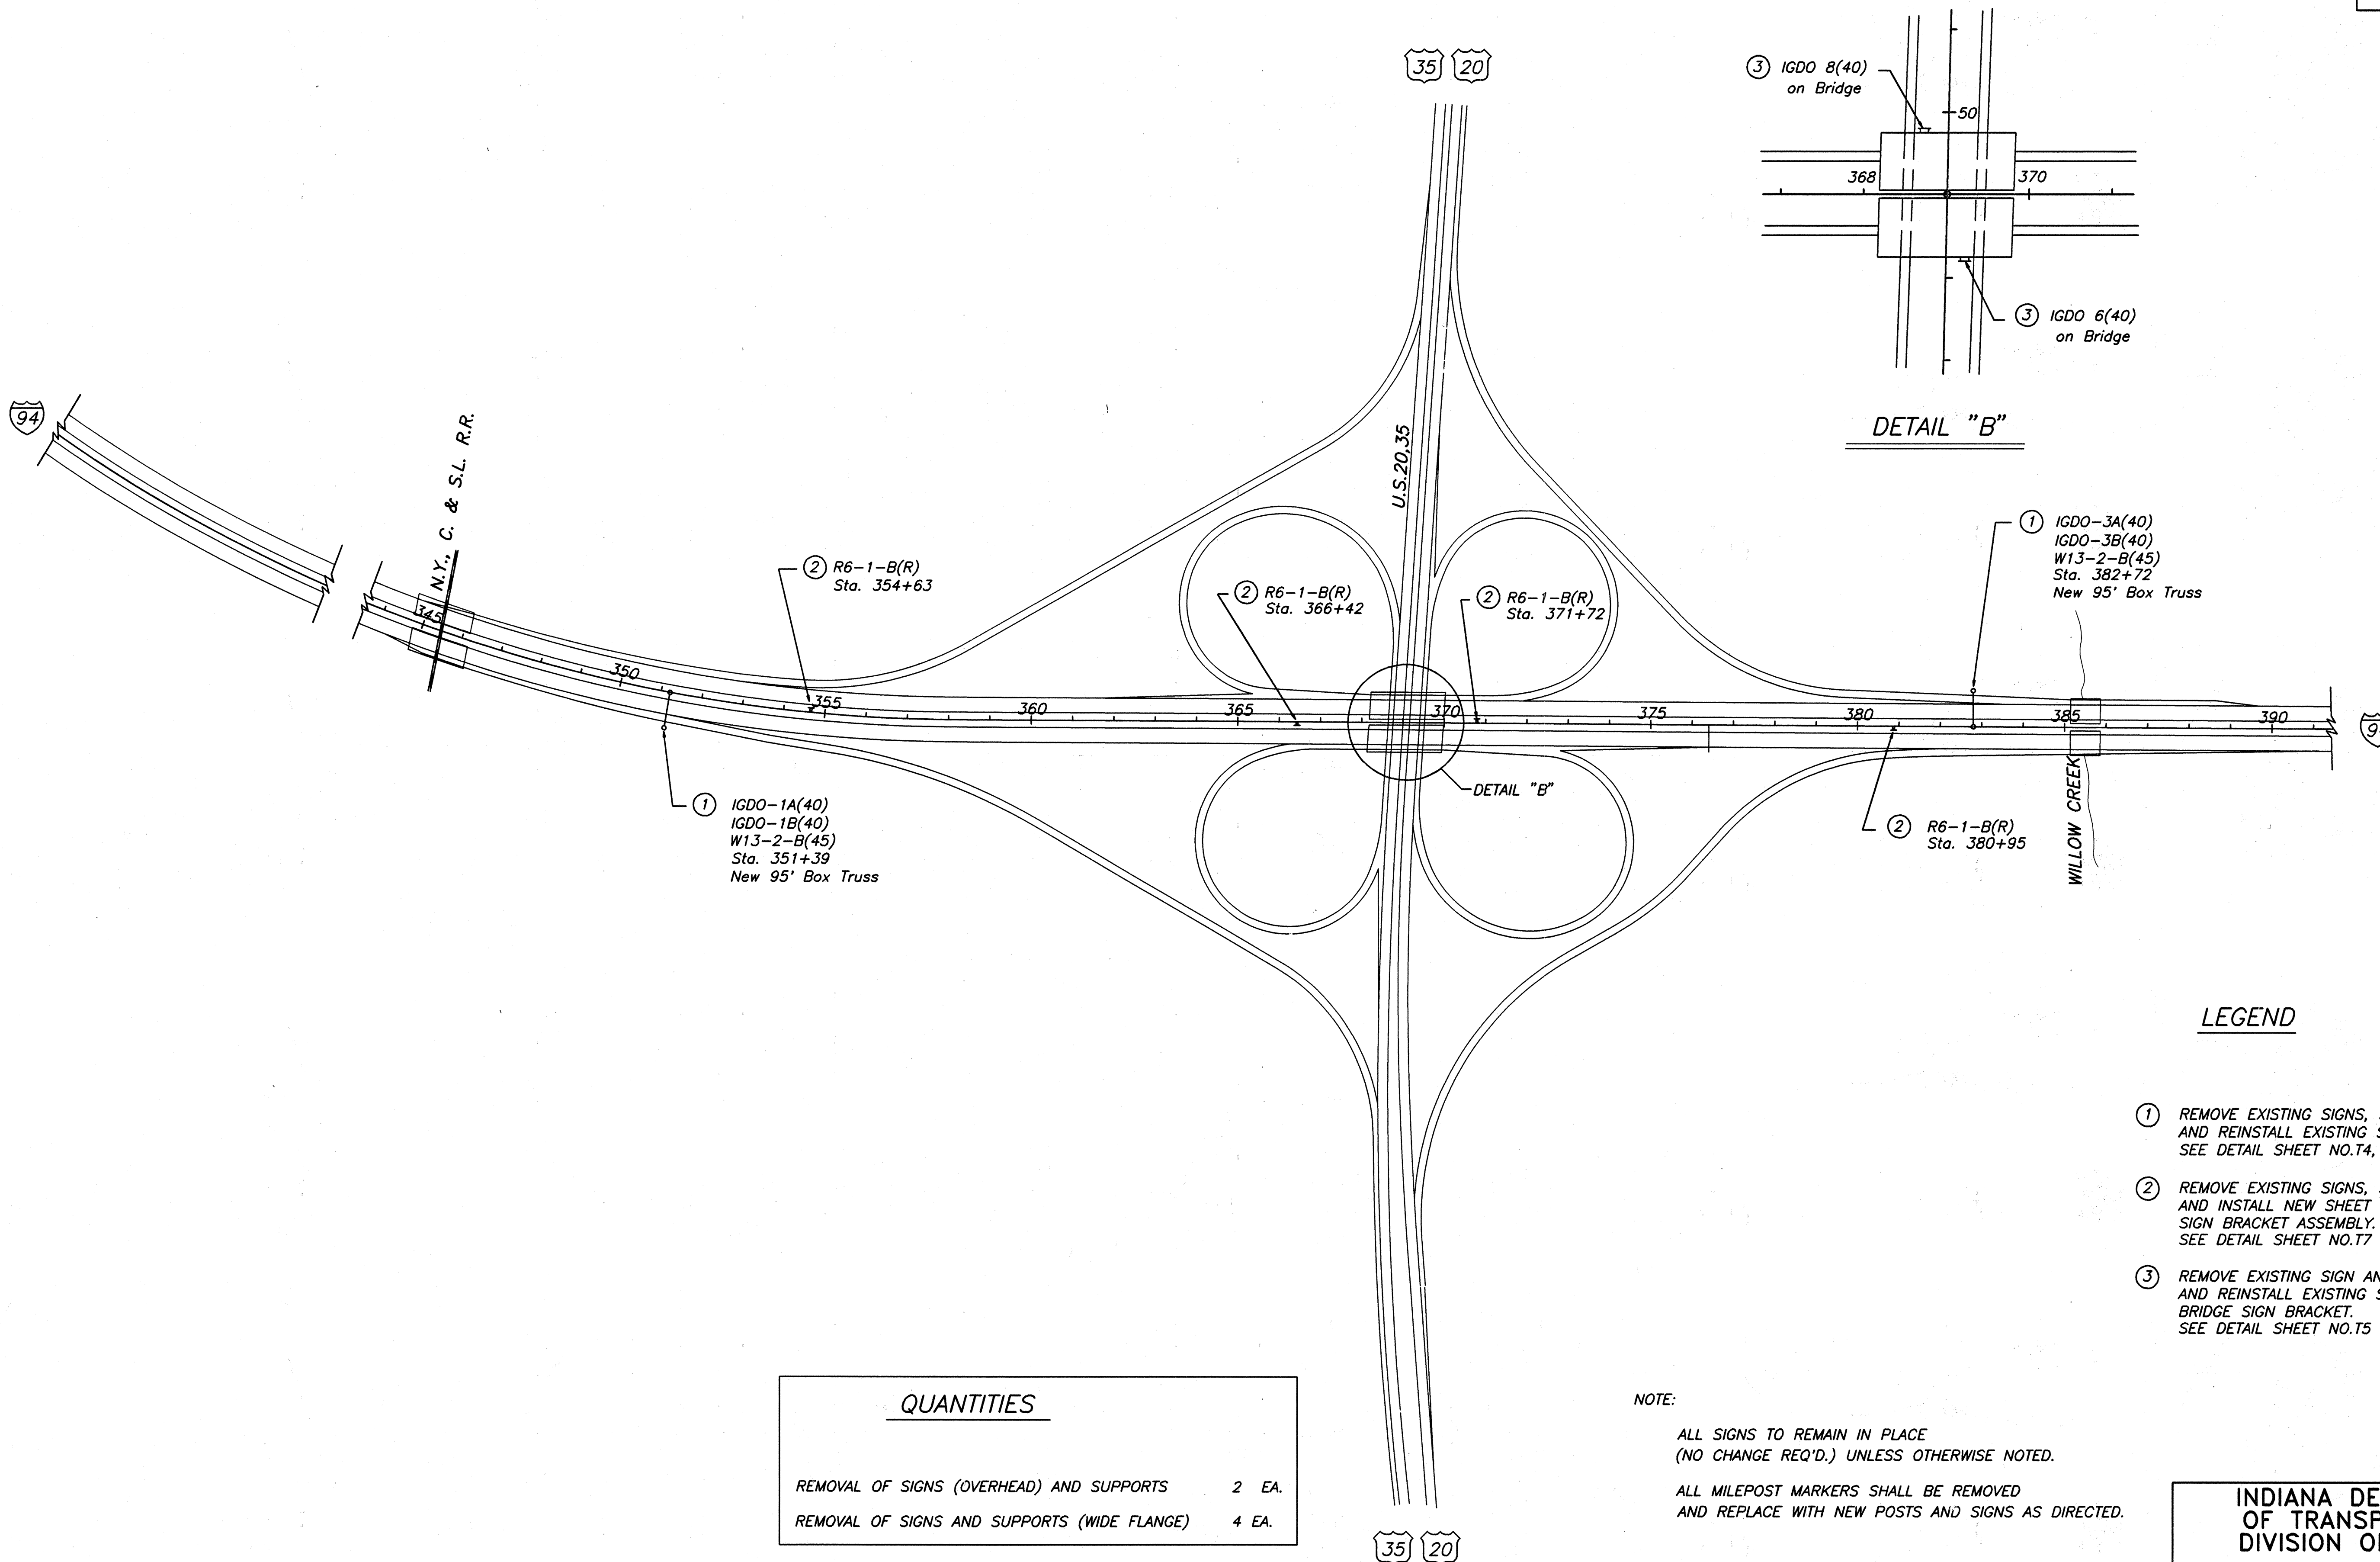 35 20
③ IGDO 8(40)
on Bridge
50
368
370
③ IGDO 6(40)
on Bridge
DETAIL "B"
94
N.Y., C. & S.L. R.R.
U.S.20,35
② R6-1-B(R)
Sta. 354+63
② R6-1-B(R)
Sta. 366+42
② R6-1-B(R)
Sta. 371+72
① IGDO-3A(40)
IGDO-3B(40)
W13-2-B(45)
Sta. 382+72
New 95' Box Truss
345
350
355
360
365
370
375
380
385
390
DETAIL "B"
① IGDO-1A(40)
IGDO-1B(40)
W13-2-B(45)
Sta. 351+39
New 95' Box Truss
② R6-1-B(R)
Sta. 380+95
WILLOW CREEK
LEGEND
① REMOVE EXISTING SIGNS,
AND REINSTALL EXISTING
SEE DETAIL SHEET NO.T4,
② REMOVE EXISTING SIGNS,
AND INSTALL NEW SHEET
SIGN BRACKET ASSEMBLY.
SEE DETAIL SHEET NO.T7
③ REMOVE EXISTING SIGN
AND REINSTALL EXISTING
BRIDGE SIGN BRACKET.
SEE DETAIL SHEET NO.T5
QUANTITIES
REMOVAL OF SIGNS (OVERHEAD) AND SUPPORTS 2 EA.
REMOVAL OF SIGNS AND SUPPORTS (WIDE FLANGE) 4 EA.
NOTE:
ALL SIGNS TO REMAIN IN PLACE
(NO CHANGE REQ'D.) UNLESS OTHERWISE NOTED.
ALL MILEPOST MARKERS SHALL BE REMOVED
AND REPLACE WITH NEW POSTS AND SIGNS AS DIRECTED.
35 20
INDIANA DE
OF TRANSP
DIVISION O